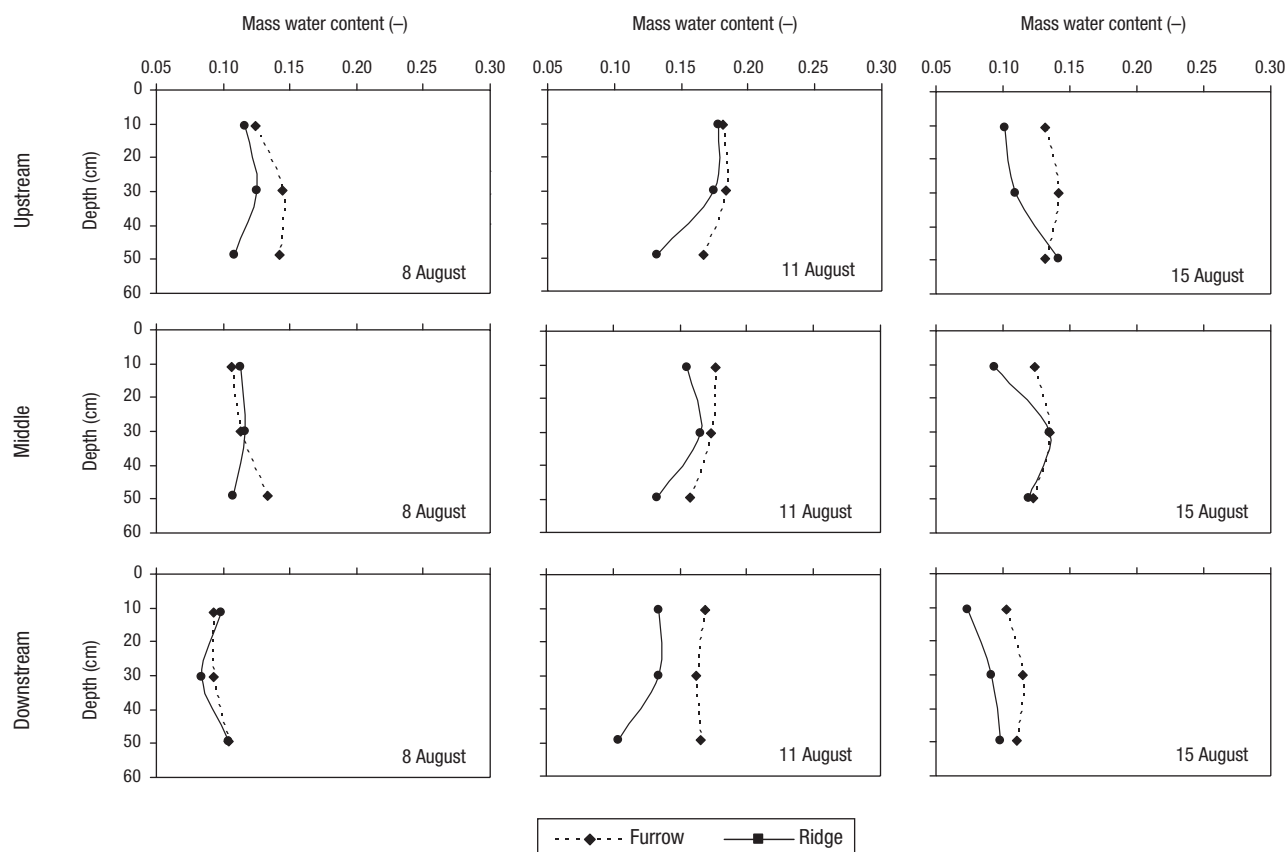 Mass water content (–) Mass water content (–) Mass water content (–)
0.05 0.10 0.15 0.20 0.25 0.30 0.05 0.10 0.15 0.20 0.25 0.30 0.05 0.10 0.15 0.20 0.25 0.30
Upstream
Depth (cm)
0
10
20
30
40
50
60
8 August
11 August
15 August
Middle
Depth (cm)
0
10
20
30
40
50
60
8 August
11 August
15 August
Downstream
Depth (cm)
0
10
20
30
40
50
60
8 August
11 August
15 August
Furrow Ridge